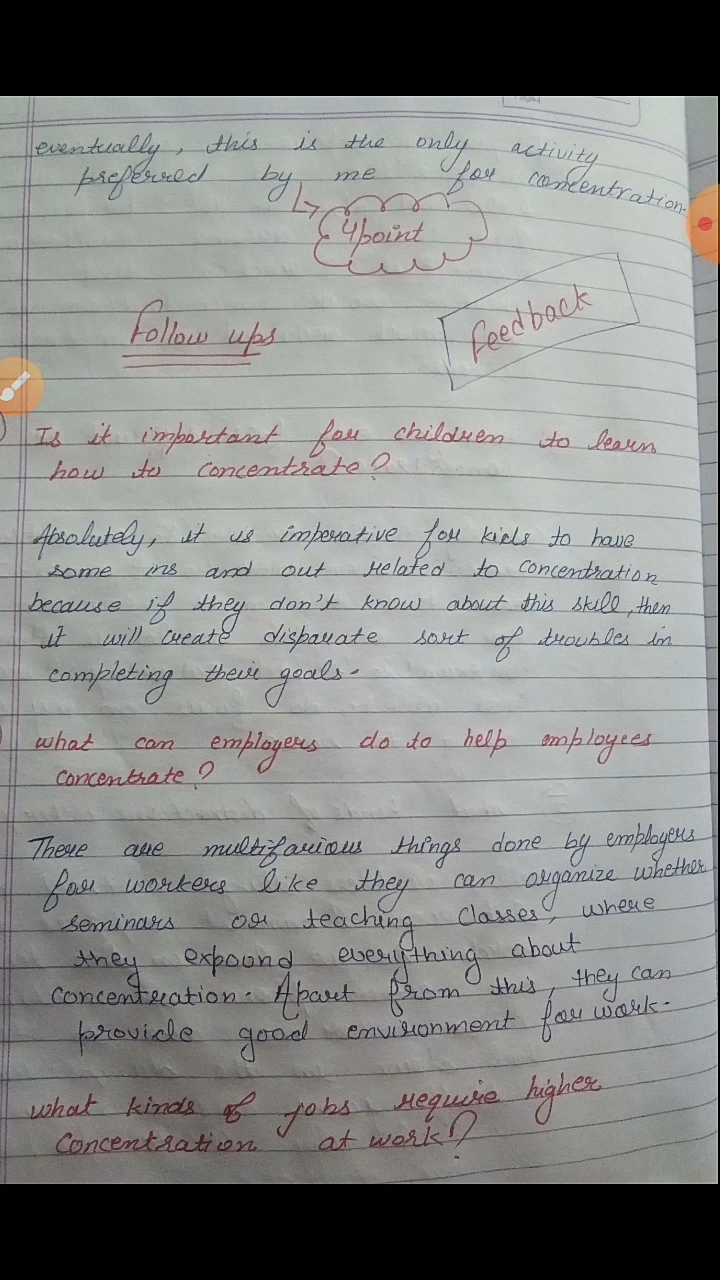 eventually, this is the only activity
preferred by me for concentration.
4point
Follow ups
Feedback
Is it important for children to learn
how to concentrate?
Absolutely, it is imperative for kids to have
some ins and out related to concentration
because if they don't know about this skill, then
it will create disparate sort of troubles in
completing their goals.
what can employers do to help employees
concentrate?
There are multifarious things done by employers
for workers like they can organize whether
seminars or teaching classes, where
they expound everything about
concentration. Apart from this, they can
provide good environment for work.
what kinds of jobs require higher
concentration at work?